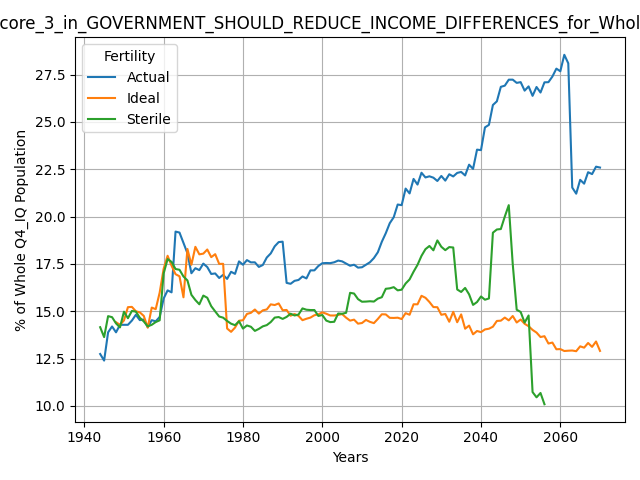 core_3_in_GOVERNMENT_SHOULD_REDUCE_INCOME_DIFFERENCES_for_Whol
Fertility
Actual
Ideal
Sterile
% of Whole Q4_IQ Population
27.5
25.0
22.5
20.0
17.5
15.0
12.5
10.0
1940 1960 1980 2000 2020 2040 2060
Years